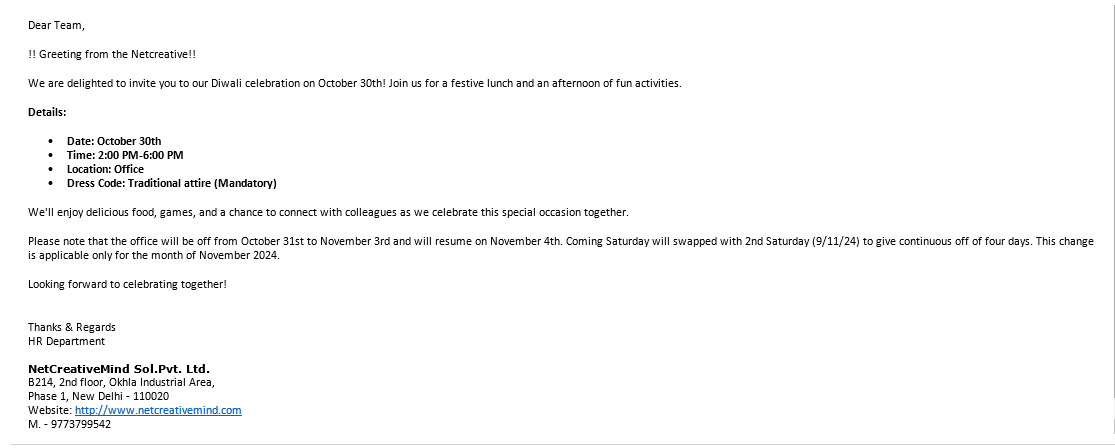 Dear Team,
!! Greeting from the Netcreative!!
We are delighted to invite you to our Diwali celebration on October 30th! Join us for a festive lunch and an afternoon of fun activities.
Details:
• Date: October 30th
• Time: 2:00 PM-6:00 PM
• Location: Office
• Dress Code: Traditional attire (Mandatory)
We'll enjoy delicious food, games, and a chance to connect with colleagues as we celebrate this special occasion together.
Please note that the office will be off from October 31st to November 3rd and will resume on November 4th. Coming Saturday will swapped with 2nd Saturday (9/11/24) to give continuous off of four days. This change
is applicable only for the month of November 2024.
Looking forward to celebrating together!
Thanks & Regards
HR Department
NetCreativeMind Sol.Pvt. Ltd.
B214, 2nd floor, Okhla Industrial Area,
Phase 1, New Delhi - 110020
Website: http://www.netcreativemind.com
M. - 9773799542